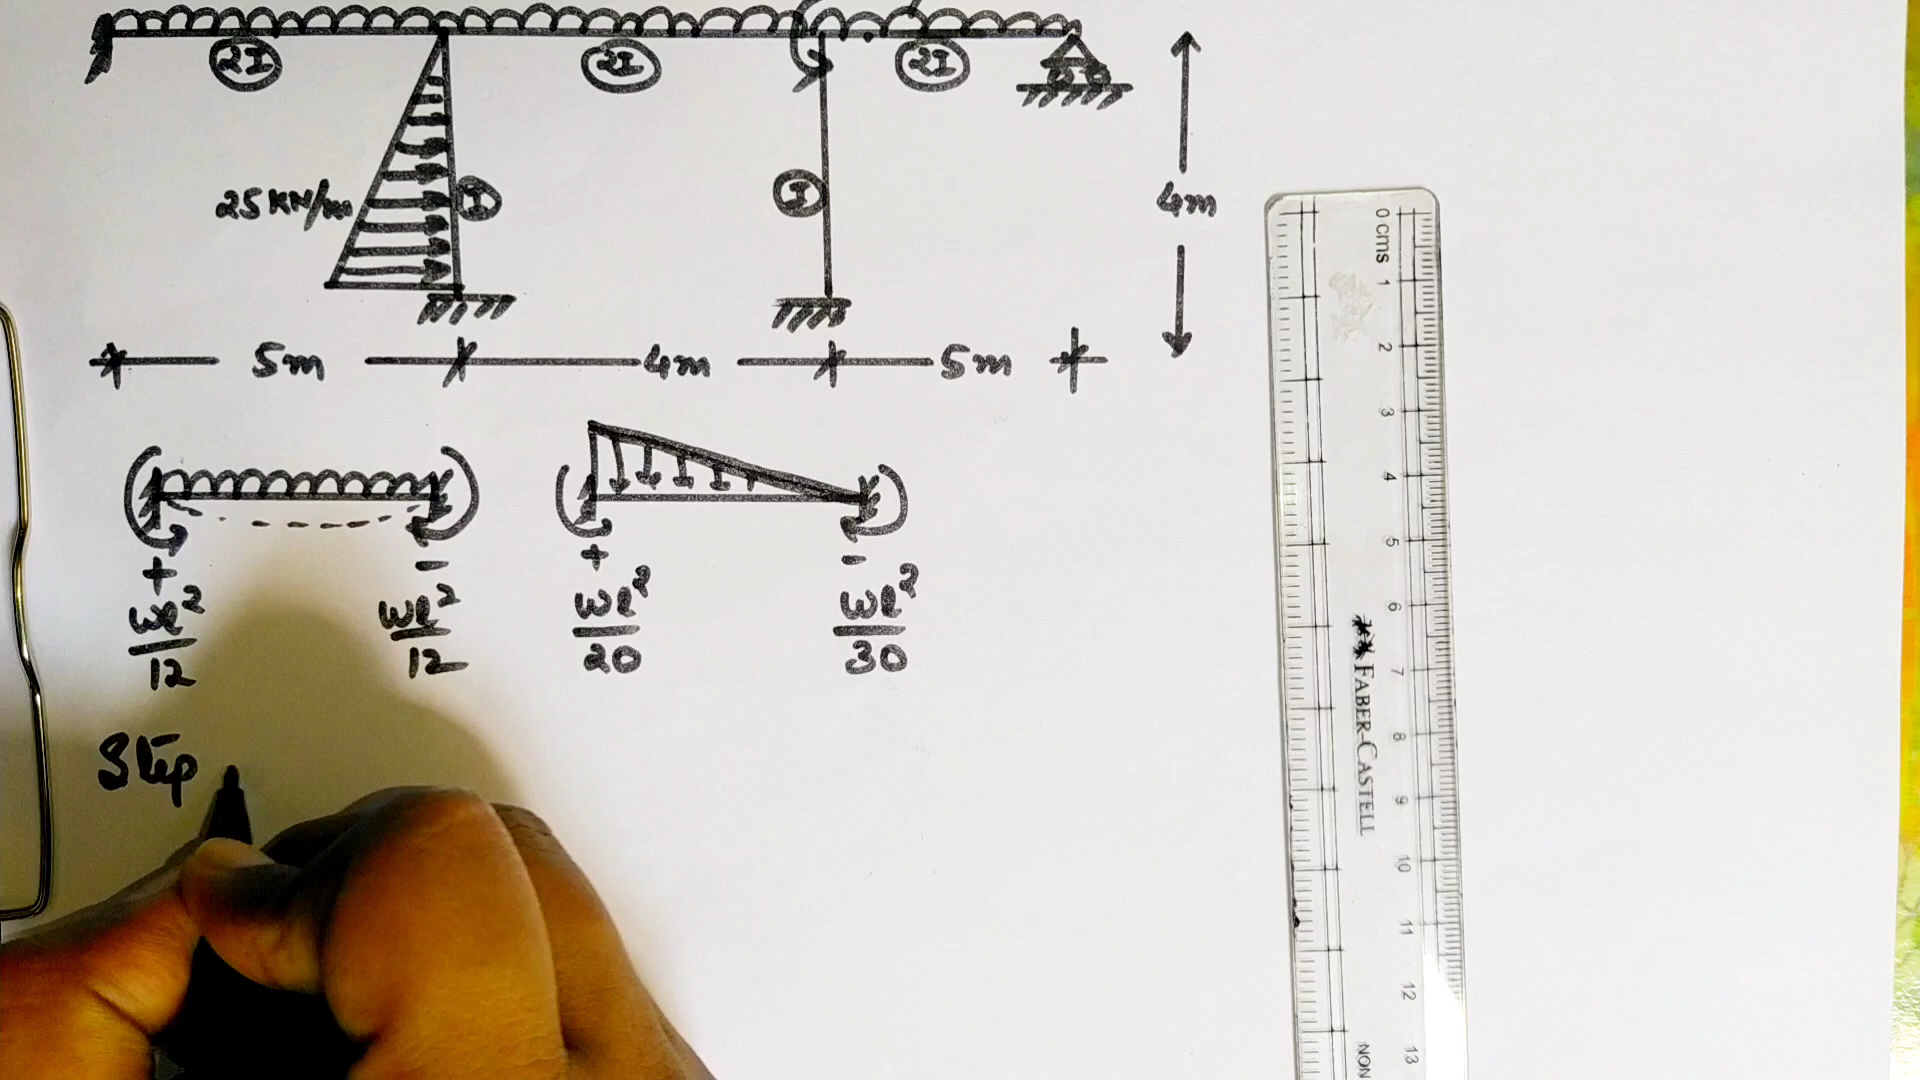 2I 2I 2I
25 KN/m I I 4m
5m 4m 5m
+ - + -
wl²/12 wl²/12 wl²/20 wl²/30
Step
0 cms 1 2 3 4 5 6 7 8 9 10 11 12 13
FABER-CASTELL
NON